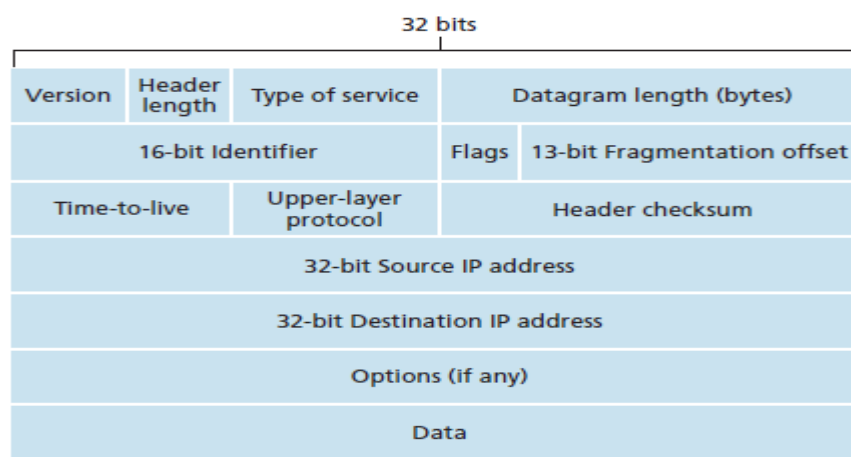 32 bits
Version Header length Type of service Datagram length (bytes)
16-bit Identifier Flags 13-bit Fragmentation offset
Time-to-live Upper-layer protocol Header checksum
32-bit Source IP address
32-bit Destination IP address
Options (if any)
Data